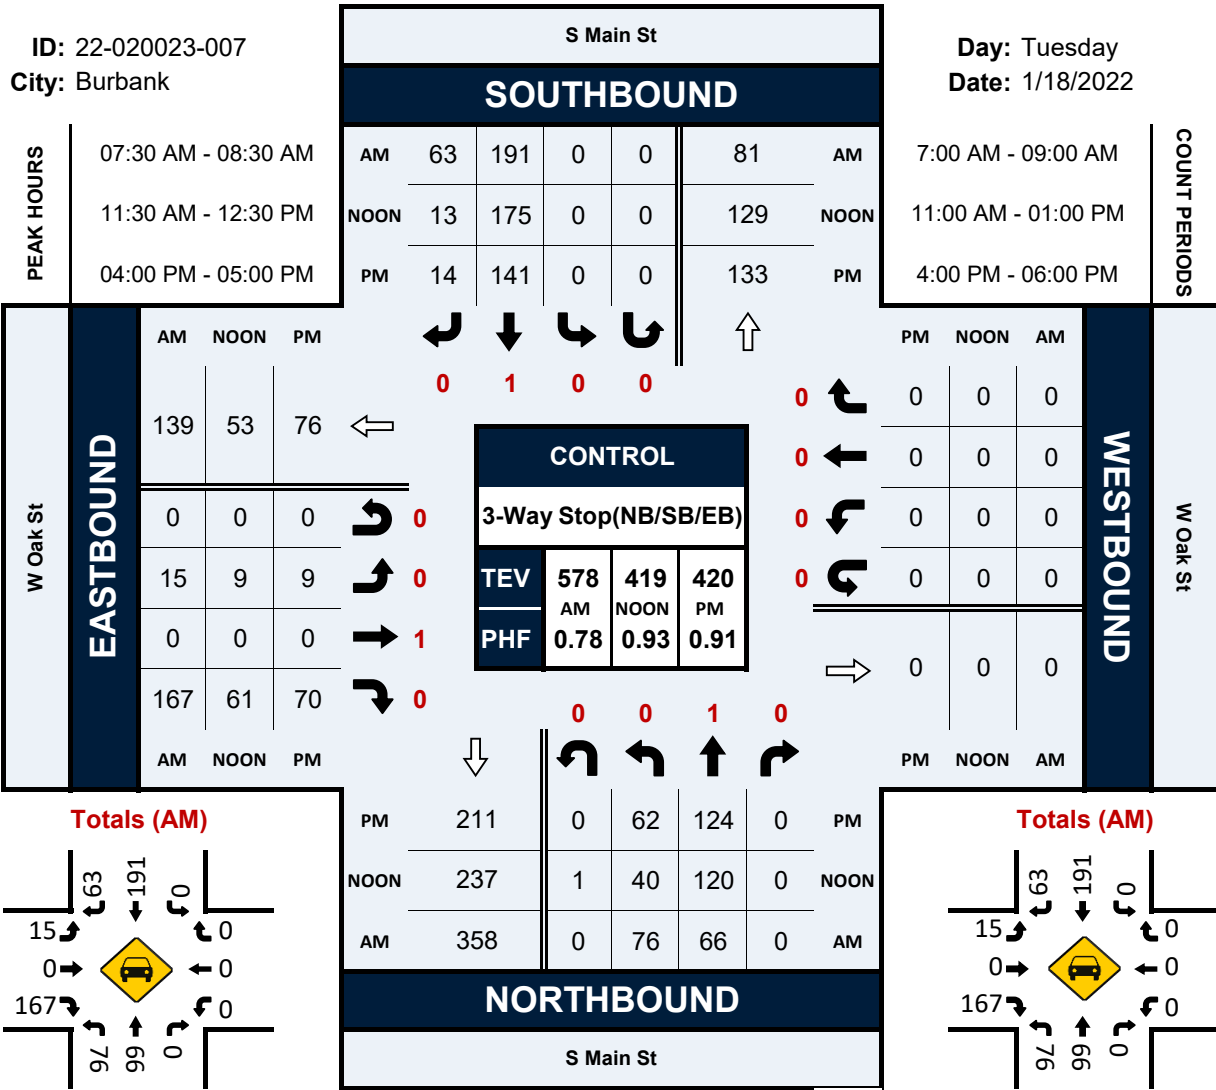 S Main St
ID: 22-020023-007
City: Burbank
Day: Tuesday
Date: 1/18/2022
SOUTHBOUND
PEAK HOURS
07:30 AM - 08:30 AM
11:30 AM - 12:30 PM
04:00 PM - 05:00 PM
AM 63 191 0 0 81 AM
NOON 13 175 0 0 129 NOON
PM 14 141 0 0 133 PM
7:00 AM - 09:00 AM
11:00 AM - 01:00 PM
4:00 PM - 06:00 PM
COUNT PERIODS
0 1 0 0
W Oak St
EASTBOUND
AM NOON PM
139 53 76
0 0 0 0
15 9 9 0
0 0 0 1
167 61 70 0
AM NOON PM
CONTROL
3-Way Stop(NB/SB/EB)
TEV 578 419 420
AM NOON PM
PHF 0.78 0.93 0.91
PM NOON AM
0 0 0 0
0 0 0 0
0 0 0 0
0 0 0 0
0 0 0
PM NOON AM
WESTBOUND
W Oak St
0 0 1 0
PM 211 0 62 124 0 PM
NOON 237 1 40 120 0 NOON
AM 358 0 76 66 0 AM
NORTHBOUND
S Main St
Totals (AM)
63 191 0
15 0
0 0
167 0
76 66 0
Totals (AM)
63 191 0
15 0
0 0
167 0
76 66 0